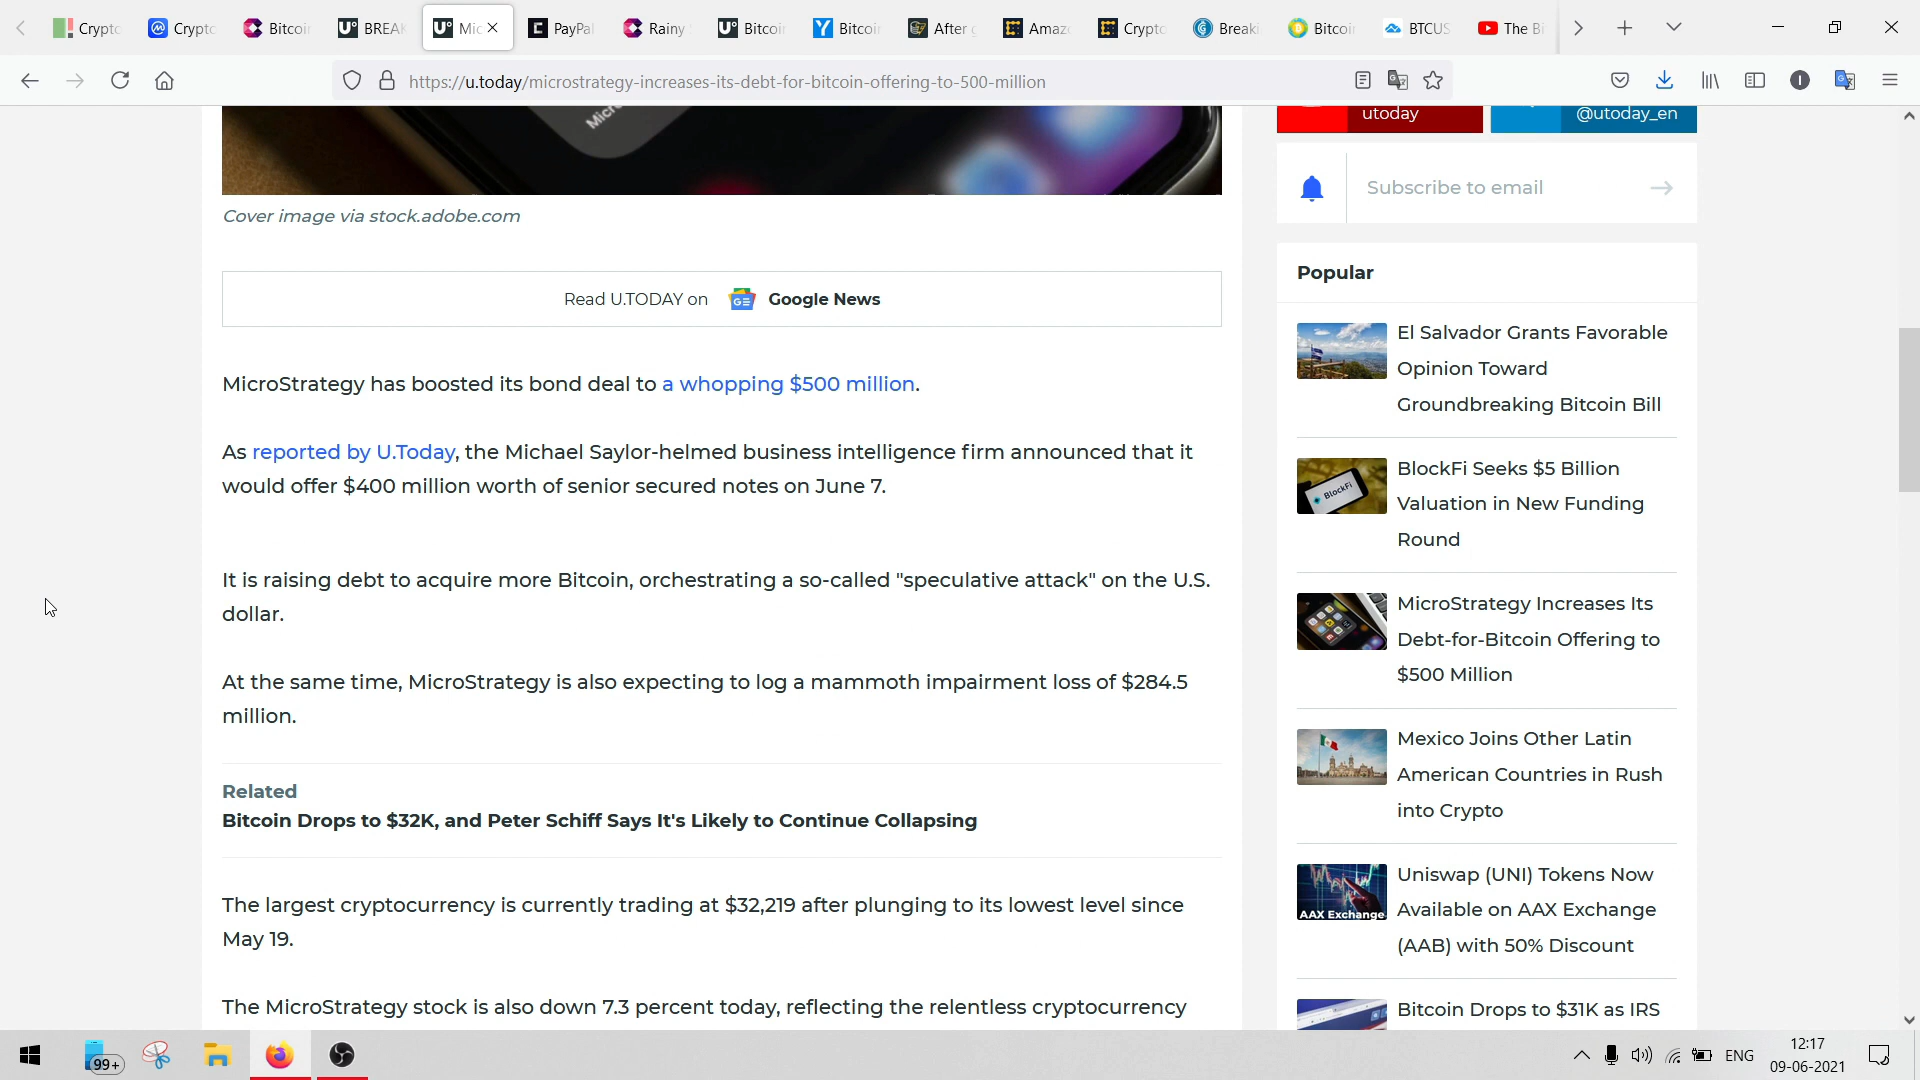 Crypto
Crypto
Bitcoin
BREAK
Mic
PayPal
Rainy
Bitcoin
Bitcoin
After
Amaz
Crypto
Breaki
Bitcoin
BTCUS
The Bi
https://u.today/microstrategy-increases-its-debt-for-bitcoin-offering-to-500-million
Micro
utoday
@utoday_en
Cover image via stock.adobe.com
Subscribe to email
Read U.TODAY on Google News
MicroStrategy has boosted its bond deal to a whopping $500 million.
As reported by U.Today, the Michael Saylor-helmed business intelligence firm announced that it
would offer $400 million worth of senior secured notes on June 7.
It is raising debt to acquire more Bitcoin, orchestrating a so-called "speculative attack" on the U.S.
dollar.
At the same time, MicroStrategy is also expecting to log a mammoth impairment loss of $284.5
million.
Related
Bitcoin Drops to $32K, and Peter Schiff Says It's Likely to Continue Collapsing
The largest cryptocurrency is currently trading at $32,219 after plunging to its lowest level since
May 19.
The MicroStrategy stock is also down 7.3 percent today, reflecting the relentless cryptocurrency
Popular
El Salvador Grants Favorable
Opinion Toward
Groundbreaking Bitcoin Bill
BlockFi
BlockFi Seeks $5 Billion
Valuation in New Funding
Round
MicroStrategy Increases Its
Debt-for-Bitcoin Offering to
$500 Million
Mexico Joins Other Latin
American Countries in Rush
into Crypto
AAX Exchange
Uniswap (UNI) Tokens Now
Available on AAX Exchange
(AAB) with 50% Discount
Bitcoin Drops to $31K as IRS
99+
ENG
12:17
09-06-2021